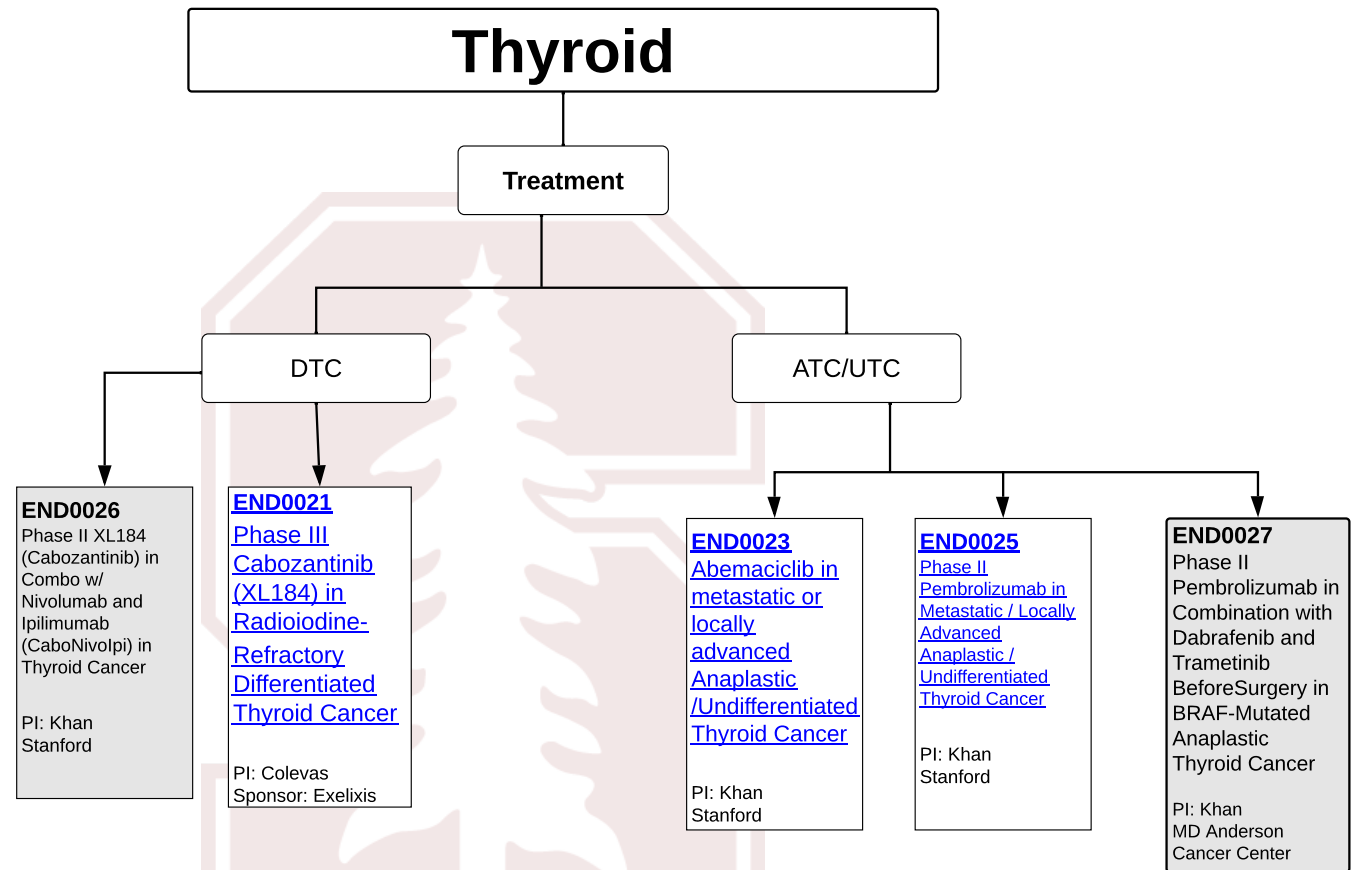 Thyroid
Treatment
DTC
ATC/UTC
END0026
Phase II XL184
(Cabozantinib) in
Combo w/
Nivolumab and
Ipilimumab
(CaboNivoIpi) in
Thyroid Cancer
PI: Khan
Stanford
END0021
Phase III
Cabozantinib
(XL184) in
Radioiodine-
Refractory
Differentiated
Thyroid Cancer
PI: Colevas
Sponsor: Exelixis
END0023
Abemaciclib in
metastatic or
locally
advanced
Anaplastic
/Undifferentiated
Thyroid Cancer
PI: Khan
Stanford
END0025
Phase II
Pembrolizumab in
Metastatic / Locally
Advanced
Anaplastic /
Undifferentiated
Thyroid Cancer
PI: Khan
Stanford
END0027
Phase II
Pembrolizumab in
Combination with
Dabrafenib and
Trametinib
BeforeSurgery in
BRAF-Mutated
Anaplastic
Thyroid Cancer
PI: Khan
MD Anderson
Cancer Center